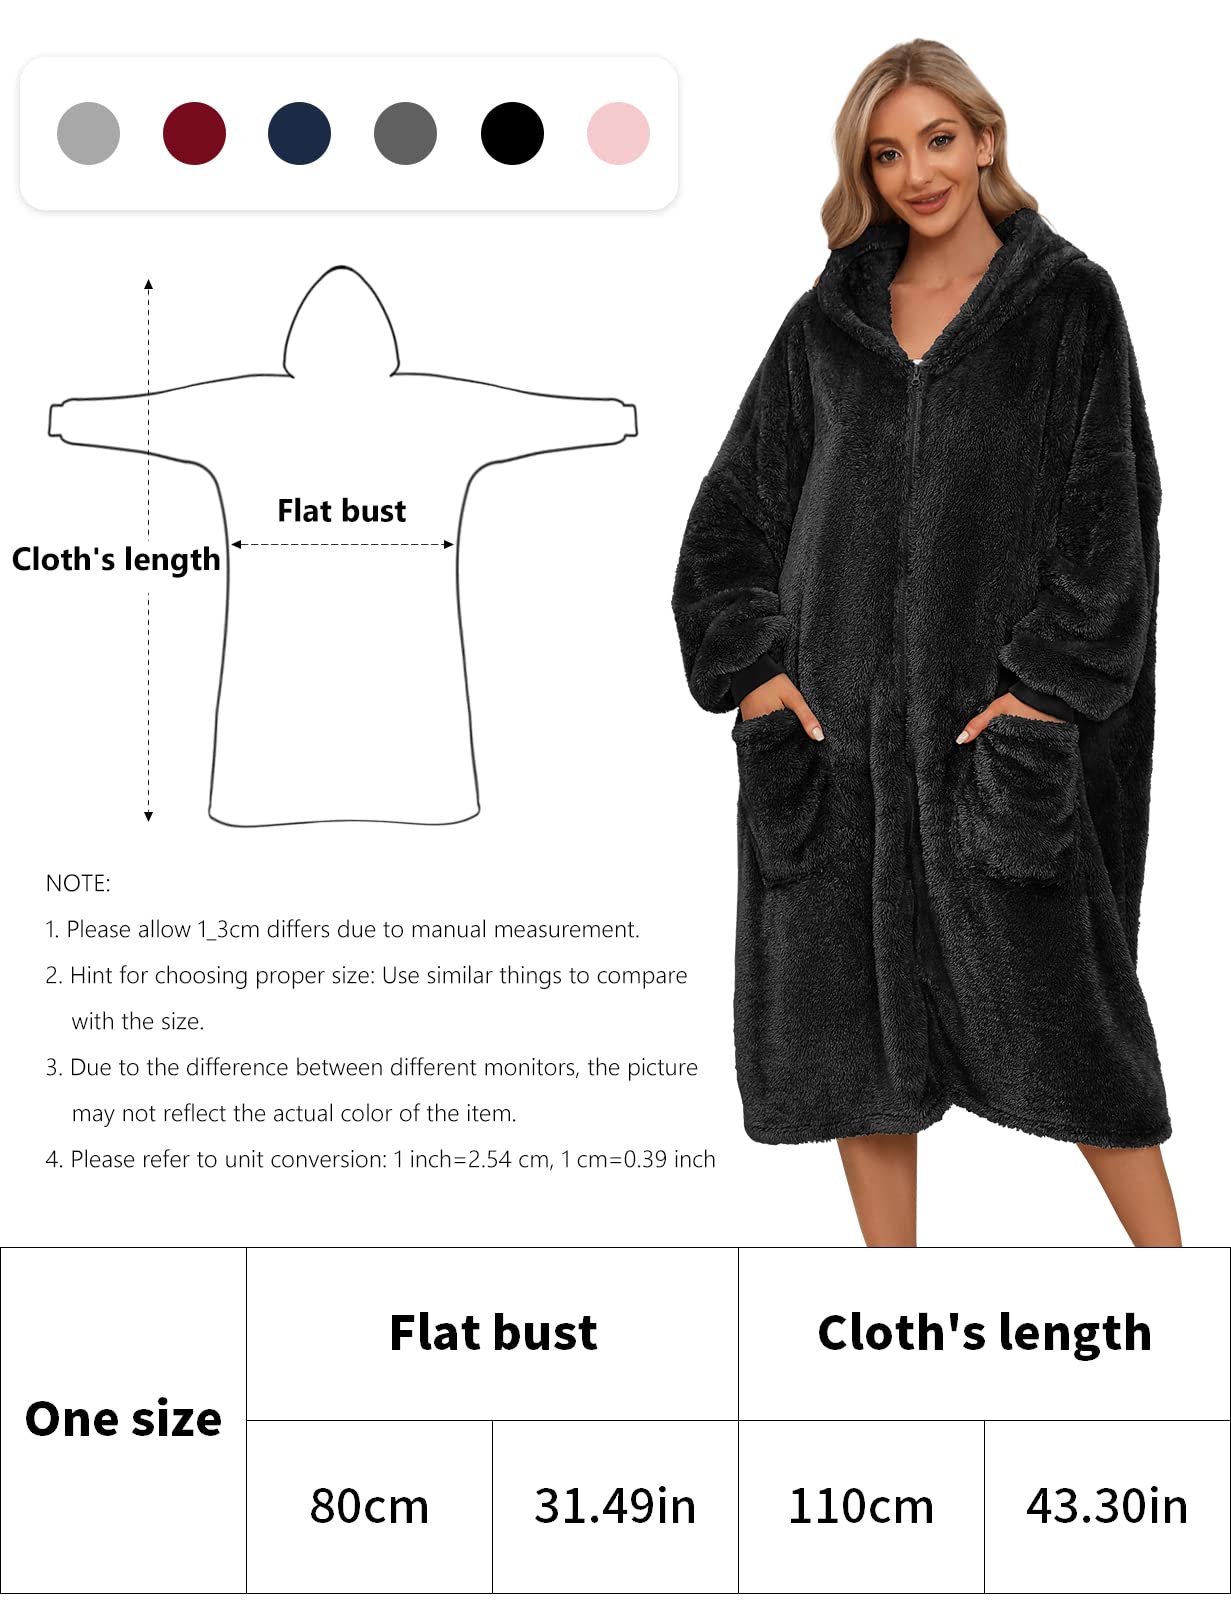 Flat bust
Cloth's length
NOTE:
1. Please allow 1_3cm differs due to manual measurement.
2. Hint for choosing proper size: Use similar things to compare
with the size.
3. Due to the difference between different monitors, the picture
may not reflect the actual color of the item.
4. Please refer to unit conversion: 1 inch=2.54 cm, 1 cm=0.39 inch
One size
Flat bust
Cloth's length
80cm
31.49in
110cm
43.30in